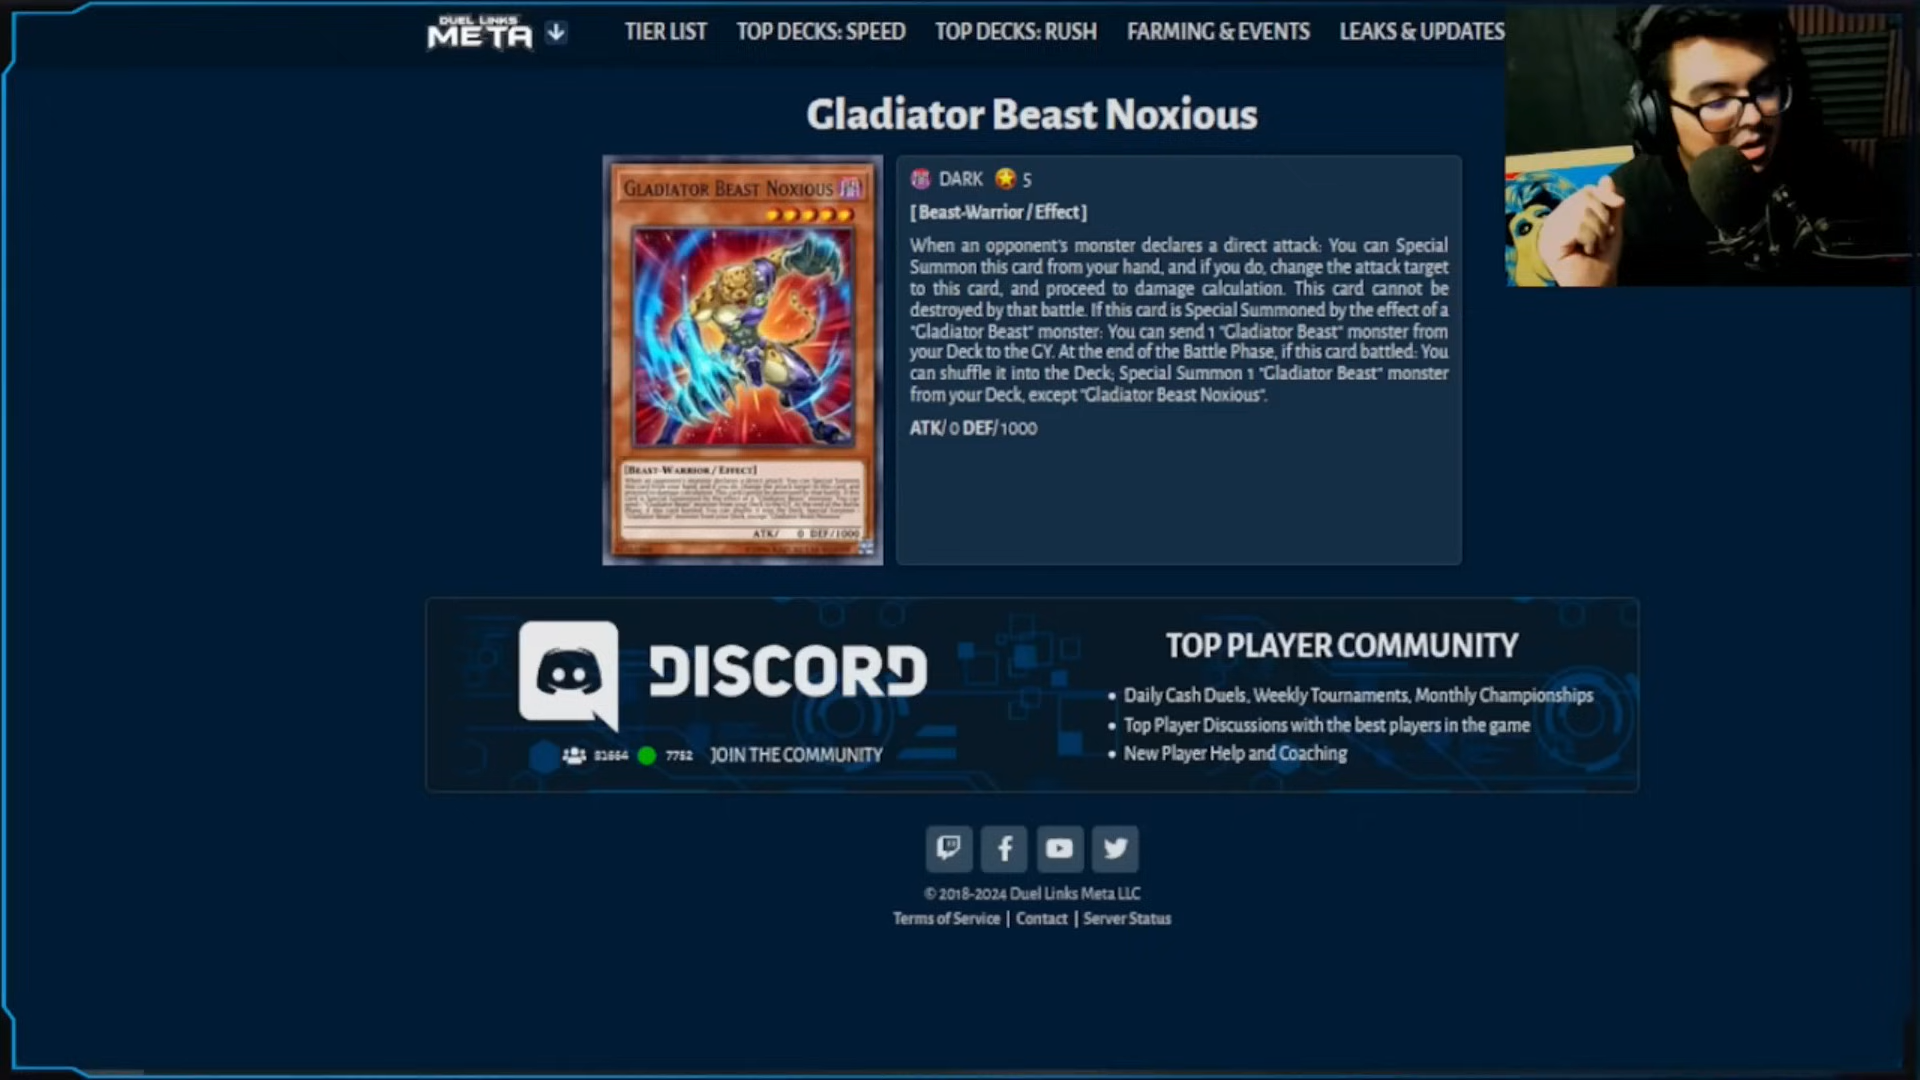 DUEL LINKS
META
TIER LIST
TOP DECKS: SPEED
TOP DECKS: RUSH
FARMING & EVENTS
LEAKS & UPDATES
Gladiator Beast Noxious
GLADIATOR BEAST NOXIOUS
[BEAST-WARRIOR / EFFECT]
ATK/ 0 DEF/1000
DARK 5
[ Beast-Warrior / Effect ]
When an opponent's monster declares a direct attack: You can Special
Summon this card from your hand, and if you do, change the attack target
to this card, and proceed to damage calculation. This card cannot be
destroyed by that battle. If this card is Special Summoned by the effect of a
"Gladiator Beast" monster: You can send 1 "Gladiator Beast" monster from
your Deck to the GY. At the end of the Battle Phase, if this card battled: You
can shuffle it into the Deck; Special Summon 1 "Gladiator Beast" monster
from your Deck, except "Gladiator Beast Noxious".
ATK/ 0 DEF/1000
DISCORD
81664 7752 JOIN THE COMMUNITY
TOP PLAYER COMMUNITY
• Daily Cash Duels, Weekly Tournaments, Monthly Championships
• Top Player Discussions with the best players in the game
• New Player Help and Coaching
© 2018-2024 Duel Links Meta LLC
Terms of Service | Contact | Server Status